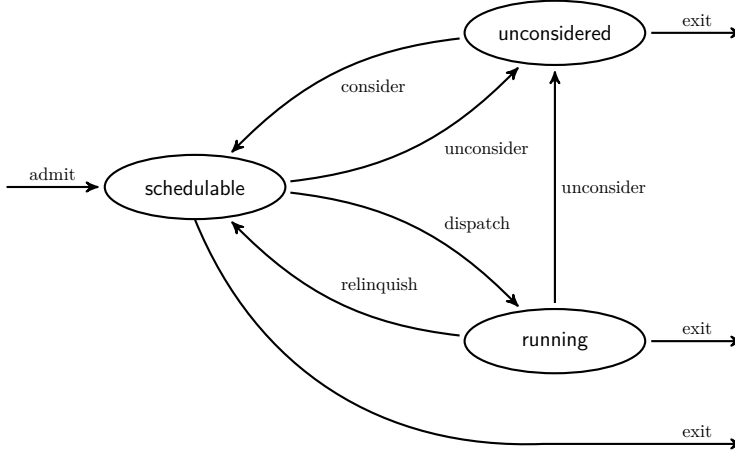 unconsidered
exit
consider
unconsider
admit
schedulable
unconsider
dispatch
relinquish
running
exit
exit